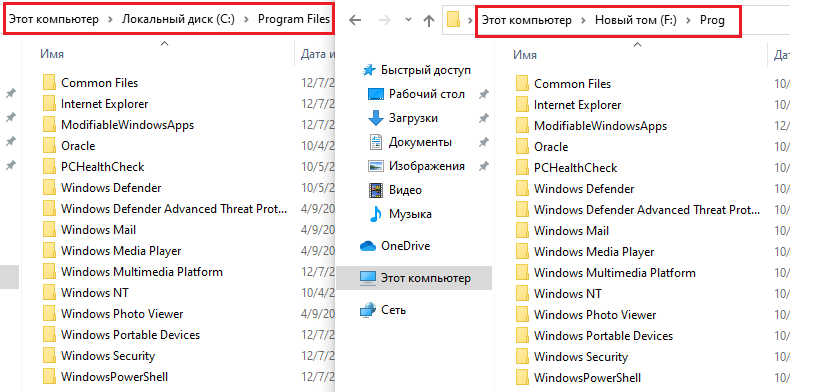 Этот компьютер > Локальный диск (C:) > Program Files
Имя
Дата и
Common Files
12/7/2
Internet Explorer
12/7/2
ModifiableWindowsApps
12/7/2
Oracle
10/4/2
PCHealthCheck
10/5/2
Windows Defender
10/5/2
Windows Defender Advanced Threat Prot...
4/9/20
Windows Mail
4/9/20
Windows Media Player
4/9/20
Windows Multimedia Platform
12/7/2
Windows NT
10/4/2
Windows Photo Viewer
4/9/20
Windows Portable Devices
12/7/2
Windows Security
12/7/2
WindowsPowerShell
12/7/2
Этот компьютер > Новый том (F:) > Prog
Быстрый доступ
Рабочий стол
Загрузки
Документы
Изображения
Видео
Музыка
OneDrive
Этот компьютер
Сеть
Имя
Дат
Common Files
10/
Internet Explorer
10/
ModifiableWindowsApps
12/
Oracle
10/
PCHealthCheck
10/
Windows Defender
10/
Windows Defender Advanced Threat Prot...
10/
Windows Mail
10/
Windows Media Player
10/
Windows Multimedia Platform
10/
Windows NT
10/
Windows Photo Viewer
10/
Windows Portable Devices
10/
Windows Security
10/
WindowsPowerShell
10/